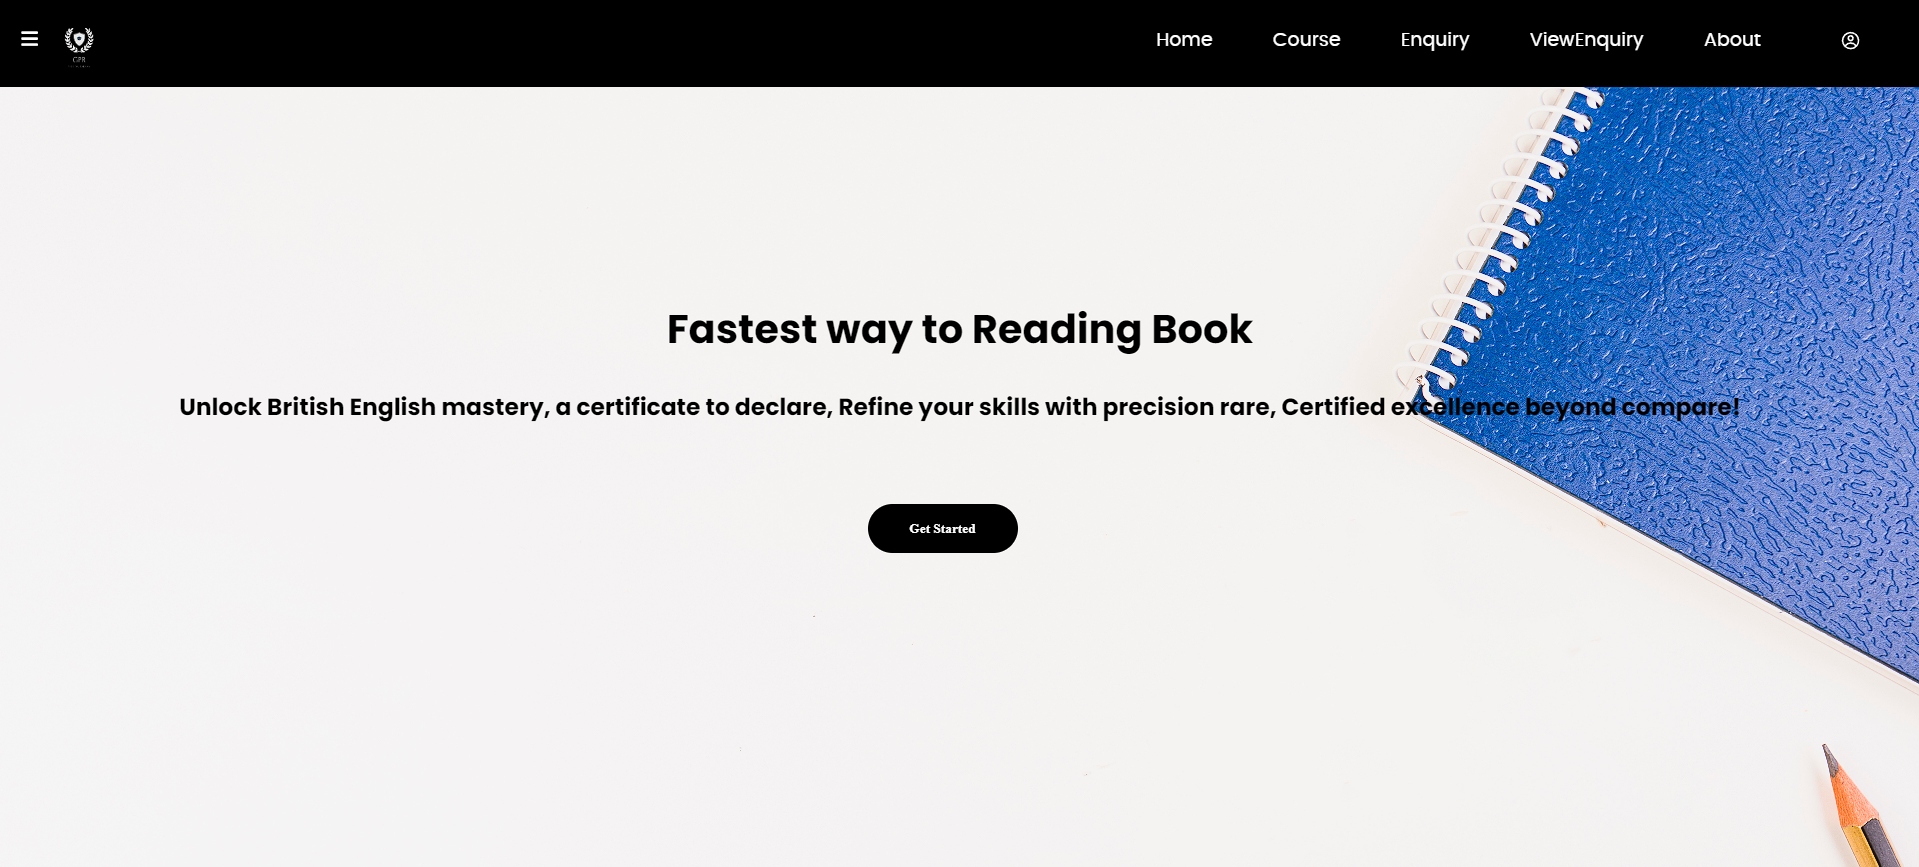 GPR
Home Course Enquiry ViewEnquiry About
Fastest way to Reading Book
Unlock British English mastery, a certificate to declare, Refine your skills with precision rare, Certified excellence beyond compare!
Get Started